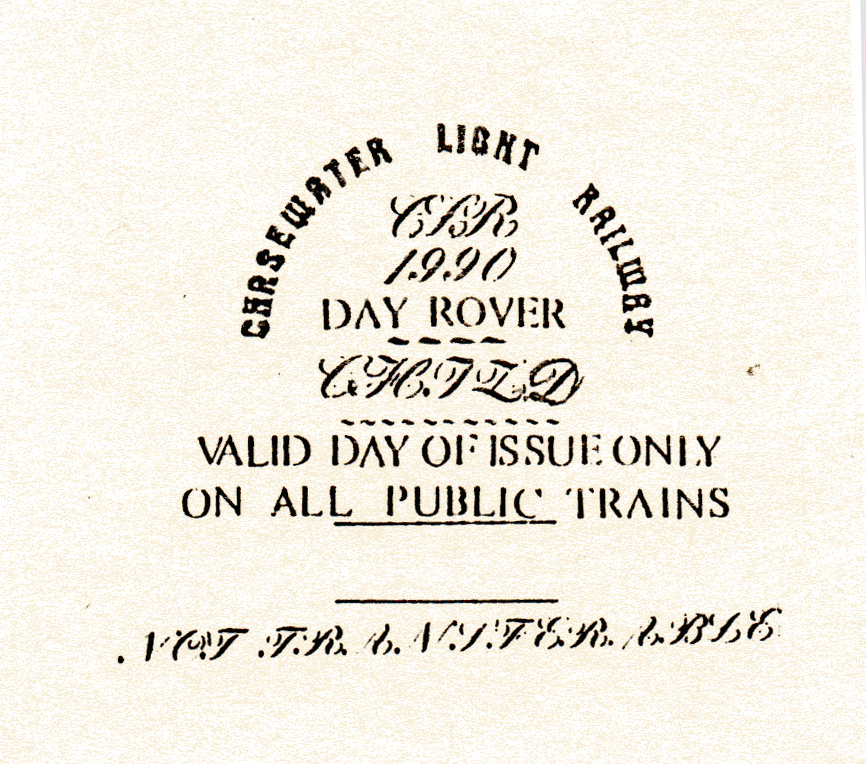 CHASEWATER LIGHT RAILWAY
CLR
1990
DAY ROVER
CHILD
VALID DAY OF ISSUE ONLY
ON ALL PUBLIC TRAINS
NOT TRANSFERABLE